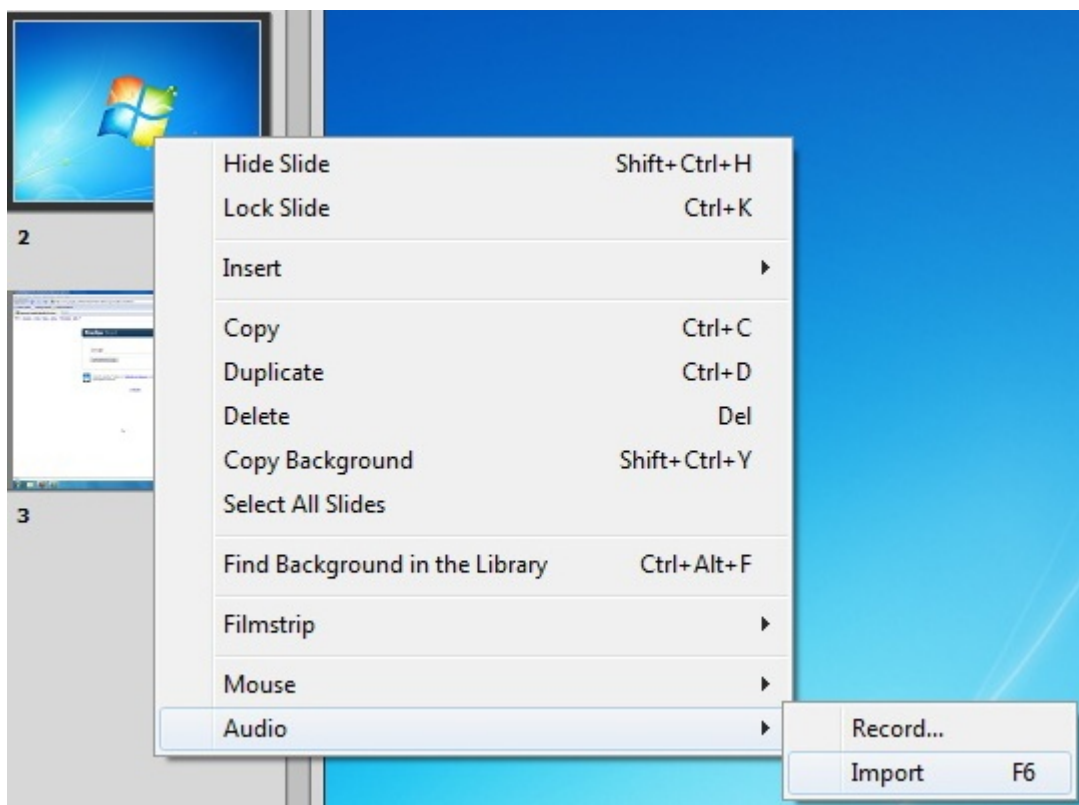 Hide Slide Shift+Ctrl+H
Lock Slide Ctrl+K
2
Insert
Copy Ctrl+C
Duplicate Ctrl+D
Delete Del
Copy Background Shift+Ctrl+Y
Select All Slides
3
Find Background in the Library Ctrl+Alt+F
Filmstrip
Mouse
Audio
Record...
Import F6